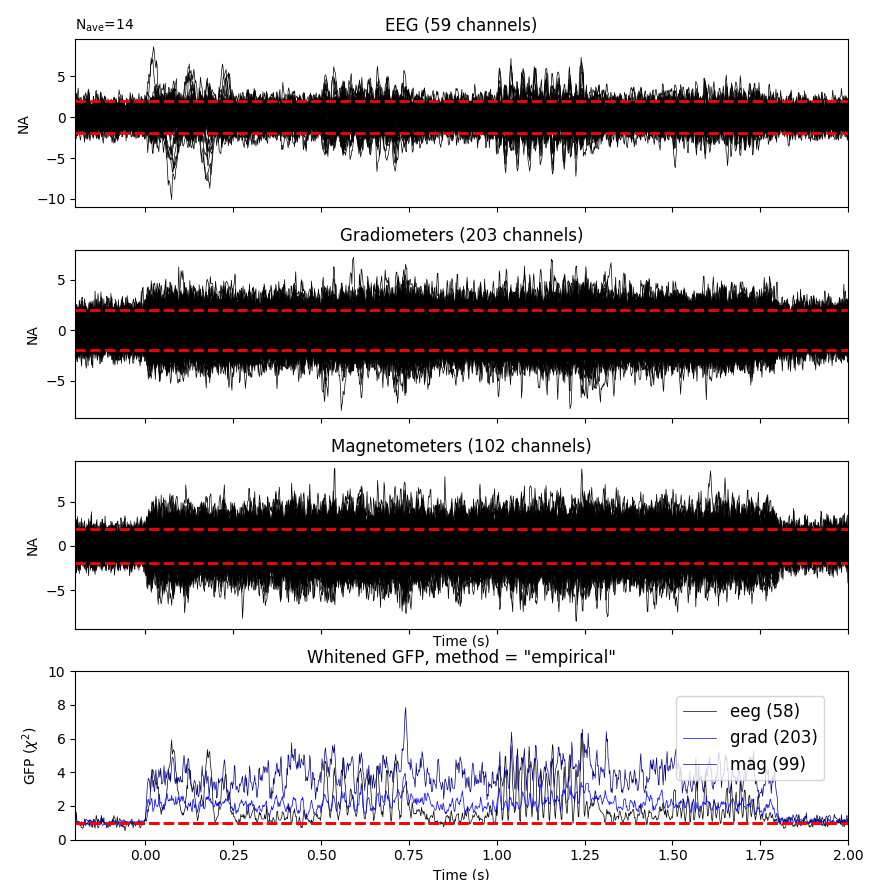 N_ave=14
EEG (59 channels)
5
0
−5
−10
NA
Gradiometers (203 channels)
5
0
−5
NA
Magnetometers (102 channels)
5
0
−5
NA
Time (s)
Whitened GFP, method = "empirical"
10
8
6
4
2
0
GFP (χ²)
eeg (58)
grad (203)
mag (99)
0.00 0.25 0.50 0.75 1.00 1.25 1.50 1.75 2.00
Time (s)